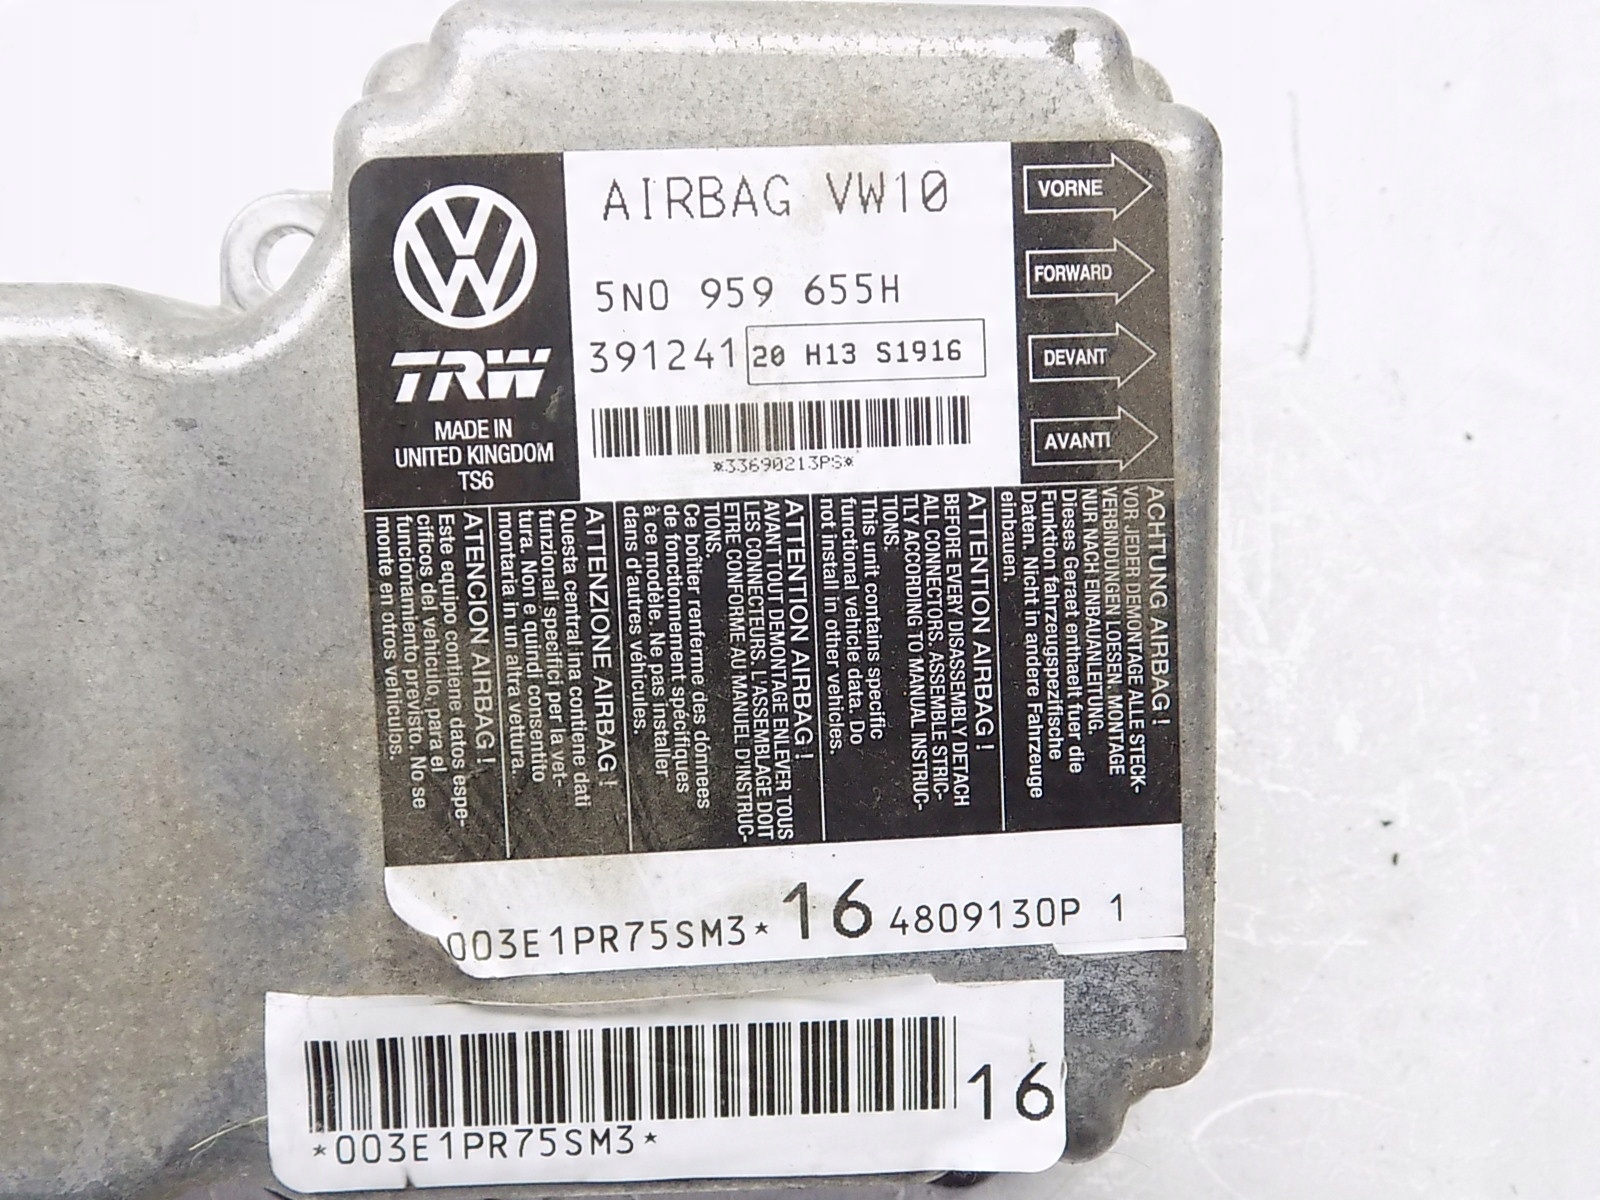 AIRBAG VW10
5N0 959 655H
391241 20 H13 S1916
*33690213PS*
TRW
MADE IN
UNITED KINGDOM
TS6
VORNE
FORWARD
DEVANT
AVANTI
ACHTUNG AIRBAG !
VOR JEDER DEMONTAGE ALLE STECK-
VERBINDUNGEN LOESEN. MONTAGE
NUR NACH EINBAUANLEITUNG.
Dieses Geraet enthaelt fuer die
Funktion fahrzeugspezifische
Daten. Nicht in andere Fahrzeuge
einbauen.
ATTENTION AIRBAG !
BEFORE EVERY DISASSEMBLY DETACH
ALL CONNECTORS. ASSEMBLE STRIC-
TLY ACCORDING TO MANUAL INSTRUC-
TIONS.
This unit contains specific
functional vehicle data. Do
not install in other vehicles.
ATTENTION AIRBAG !
AVANT TOUT DEMONTAGE ENLEVER TOUS
LES CONNECTEURS. L'ASSEMBLAGE DOIT
ETRE CONFORME AU MANUEL D'INSTRUC-
TIONS.
Ce boîtier renferme des données
de fonctionnement spécifiques
à ce modèle. Ne pas installer
dans d'autres véhicules.
ATTENZIONE AIRBAG !
Questa central ina contiene dati
funzionali specifici per la vet-
tura. Non e quindi consentito
montaria in un altra vettura.
ATENCION AIRBAG !
Este equipo contiene datos espe-
cificos del vehiculo, para el
funcionamiento previsto. No se
monte en otros vehiculos.
003E1PR75SM3* 16 4809130P 1
16
*003E1PR75SM3*